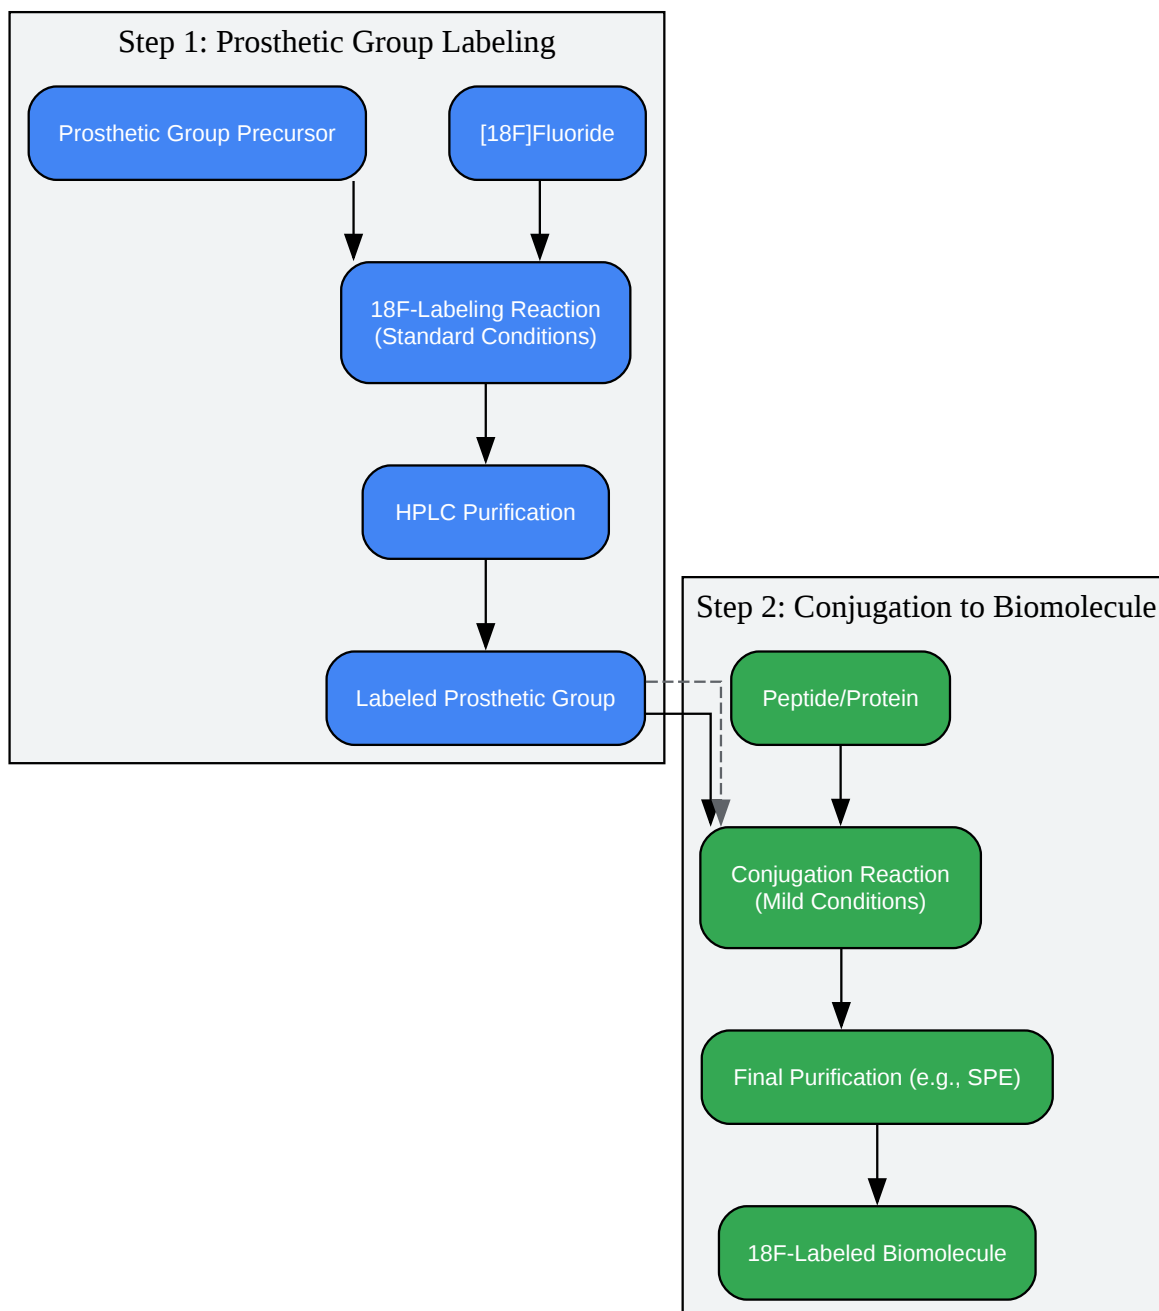 Step 1: Prosthetic Group Labeling
Prosthetic Group Precursor
[18F]Fluoride
18F-Labeling Reaction
(Standard Conditions)
HPLC Purification
Labeled Prosthetic Group
Step 2: Conjugation to Biomolecule
Peptide/Protein
Conjugation Reaction
(Mild Conditions)
Final Purification (e.g., SPE)
18F-Labeled Biomolecule